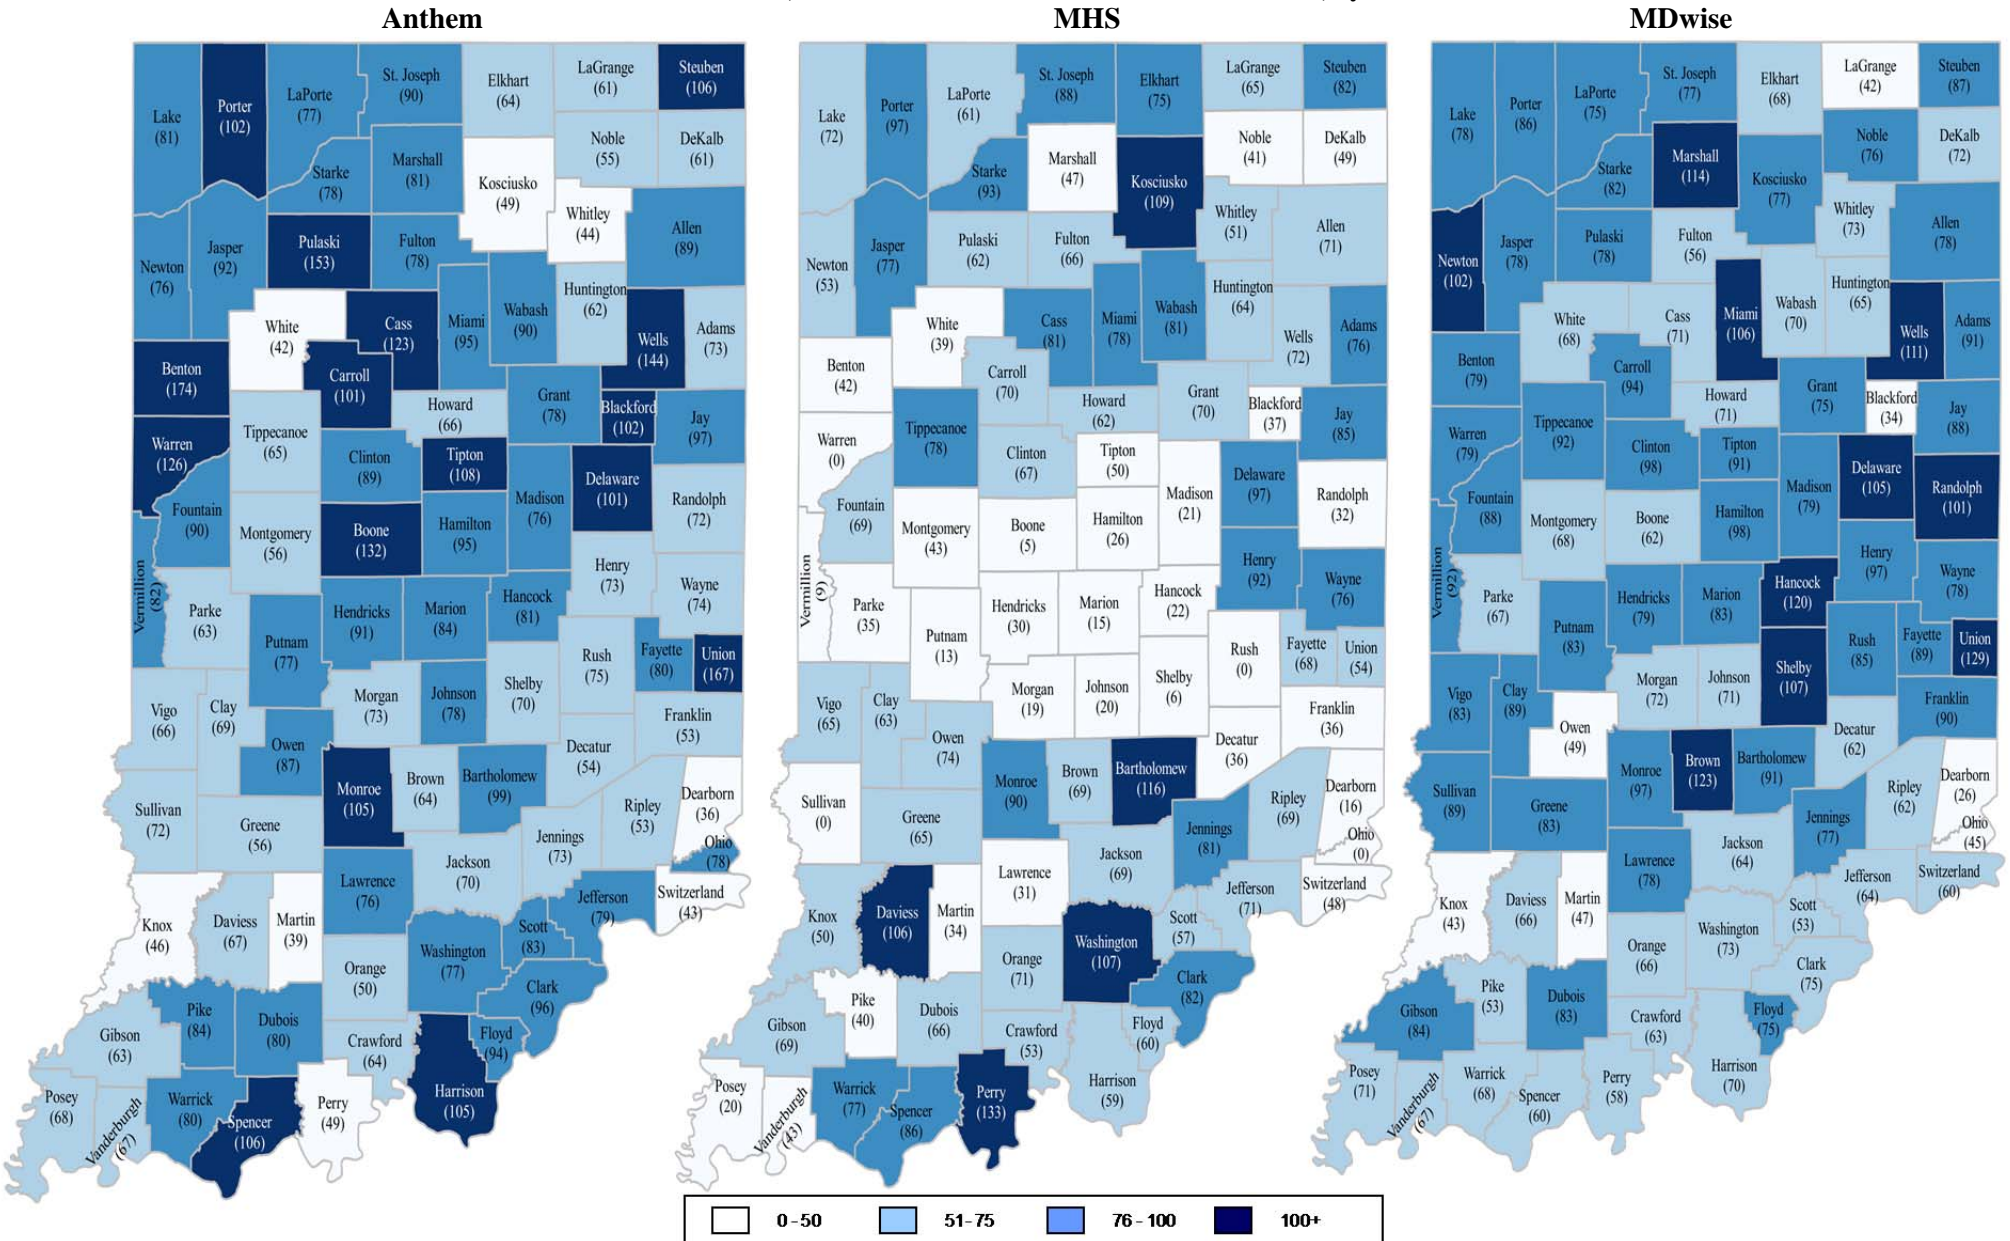 Anthem
MHS
MDwise
Lake
(81)
Porter
(102)
LaPorte
(77)
St. Joseph
(90)
Elkhart
(64)
LaGrange
(61)
Steuben
(106)
Noble
(55)
DeKalb
(61)
Starke
(78)
Marshall
(81)
Kosciusko
(49)
Whitley
(44)
Allen
(89)
Newton
(76)
Jasper
(92)
Pulaski
(153)
Fulton
(78)
Miami
(95)
Wabash
(90)
Huntington
(62)
Wells
(144)
Adams
(73)
White
(42)
Cass
(123)
Benton
(174)
Carroll
(101)
Howard
(66)
Grant
(78)
Blackford
(102)
Jay
(97)
Warren
(126)
Tippecanoe
(65)
Clinton
(89)
Tipton
(108)
Madison
(76)
Delaware
(101)
Randolph
(72)
Fountain
(90)
Montgomery
(56)
Boone
(132)
Hamilton
(95)
Henry
(73)
Wayne
(74)
Vermillion
(82)
Parke
(63)
Putnam
(77)
Hendricks
(91)
Marion
(84)
Hancock
(81)
Rush
(75)
Fayette
(80)
Union
(167)
Vigo
(66)
Clay
(69)
Owen
(87)
Morgan
(73)
Johnson
(78)
Shelby
(70)
Franklin
(53)
Decatur
(54)
Sullivan
(72)
Greene
(56)
Monroe
(105)
Brown
(64)
Bartholomew
(99)
Jennings
(73)
Ripley
(53)
Dearborn
(36)
Ohio
(78)
Lawrence
(76)
Jackson
(70)
Jefferson
(79)
Switzerland
(43)
Knox
(46)
Daviess
(67)
Martin
(39)
Orange
(50)
Washington
(77)
Scott
(83)
Clark
(96)
Gibson
(63)
Pike
(84)
Dubois
(80)
Crawford
(64)
Harrison
(105)
Floyd
(94)
Posey
(68)
Vanderburgh
(67)
Warrick
(80)
Spencer
(106)
Perry
(49)
Lake
(72)
Porter
(97)
LaPorte
(61)
St. Joseph
(88)
Elkhart
(75)
LaGrange
(65)
Steuben
(82)
Noble
(41)
DeKalb
(49)
Starke
(93)
Marshall
(47)
Kosciusko
(109)
Whitley
(51)
Allen
(71)
Newton
(53)
Jasper
(77)
Pulaski
(62)
Fulton
(66)
Miami
(78)
Wabash
(81)
Huntington
(64)
Wells
(72)
Adams
(76)
White
(39)
Cass
(81)
Benton
(42)
Carroll
(70)
Howard
(62)
Grant
(70)
Blackford
(37)
Jay
(85)
Warren
(0)
Tippecanoe
(78)
Clinton
(67)
Tipton
(50)
Madison
(21)
Delaware
(97)
Randolph
(32)
Fountain
(69)
Montgomery
(43)
Boone
(5)
Hamilton
(26)
Henry
(92)
Wayne
(76)
Vermillion
(9)
Parke
(35)
Putnam
(13)
Hendricks
(30)
Marion
(15)
Hancock
(22)
Rush
(0)
Fayette
(68)
Union
(54)
Vigo
(65)
Clay
(63)
Owen
(74)
Morgan
(19)
Johnson
(20)
Shelby
(6)
Franklin
(36)
Decatur
(36)
Sullivan
(0)
Greene
(65)
Monroe
(90)
Brown
(69)
Bartholomew
(116)
Jennings
(81)
Ripley
(69)
Dearborn
(16)
Ohio
(0)
Lawrence
(31)
Jackson
(69)
Jefferson
(71)
Switzerland
(48)
Knox
(50)
Daviess
(106)
Martin
(34)
Orange
(71)
Washington
(107)
Scott
(57)
Clark
(82)
Gibson
(69)
Pike
(40)
Dubois
(66)
Crawford
(53)
Harrison
(59)
Floyd
(60)
Posey
(20)
Vanderburgh
(43)
Warrick
(77)
Spencer
(86)
Perry
(133)
Lake
(78)
Porter
(86)
LaPorte
(75)
St. Joseph
(77)
Elkhart
(68)
LaGrange
(42)
Steuben
(87)
Noble
(76)
DeKalb
(72)
Starke
(82)
Marshall
(114)
Kosciusko
(77)
Whitley
(73)
Allen
(78)
Newton
(102)
Jasper
(78)
Pulaski
(78)
Fulton
(56)
Miami
(106)
Wabash
(70)
Huntington
(65)
Wells
(111)
Adams
(91)
White
(68)
Cass
(71)
Benton
(79)
Carroll
(94)
Howard
(71)
Grant
(75)
Blackford
(34)
Jay
(88)
Warren
(79)
Tippecanoe
(92)
Clinton
(98)
Tipton
(91)
Madison
(79)
Delaware
(105)
Randolph
(101)
Fountain
(88)
Montgomery
(68)
Boone
(62)
Hamilton
(98)
Henry
(97)
Wayne
(78)
Vermillion
(92)
Parke
(67)
Putnam
(83)
Hendricks
(79)
Marion
(83)
Hancock
(120)
Rush
(85)
Fayette
(89)
Union
(129)
Vigo
(83)
Clay
(89)
Owen
(49)
Morgan
(72)
Johnson
(71)
Shelby
(107)
Franklin
(90)
Decatur
(62)
Sullivan
(89)
Greene
(83)
Monroe
(97)
Brown
(123)
Bartholomew
(91)
Jennings
(77)
Ripley
(62)
Dearborn
(26)
Ohio
(45)
Lawrence
(78)
Jackson
(64)
Jefferson
(64)
Switzerland
(60)
Knox
(43)
Daviess
(66)
Martin
(47)
Orange
(66)
Washington
(73)
Scott
(53)
Clark
(75)
Gibson
(84)
Pike
(53)
Dubois
(83)
Crawford
(63)
Harrison
(70)
Floyd
(75)
Posey
(71)
Vanderburgh
(67)
Warrick
(68)
Spencer
(60)
Perry
(58)
0 - 50
51 - 75
76 - 100
100+